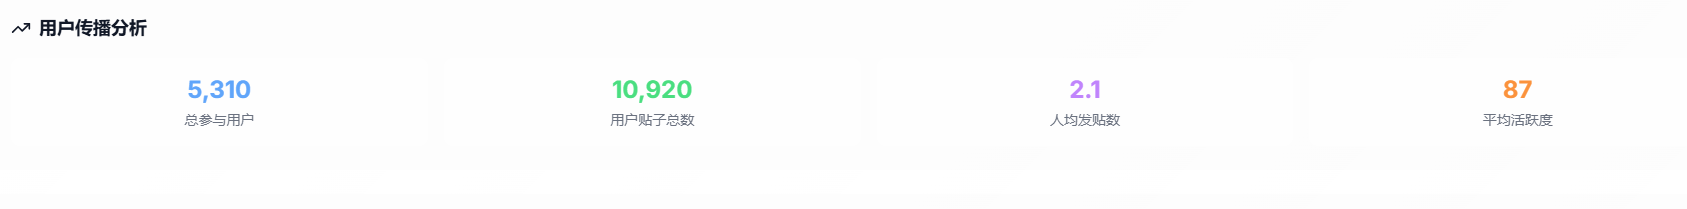 用户传播分析
5,310
总参与用户
10,920
用户贴子总数
2.1
人均发贴数
87
平均活跃度